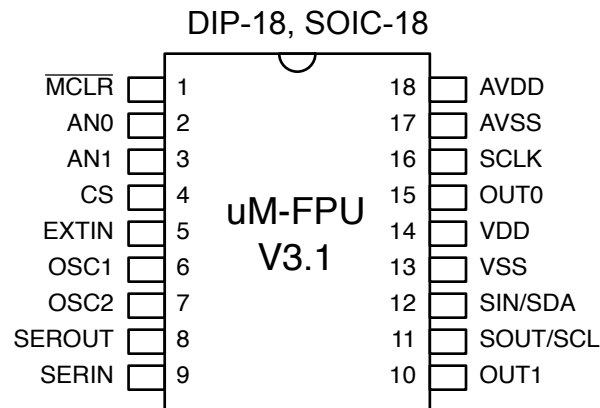 DIP-18, SOIC-18
MCLR 1 18 AVDD
AN0 2 17 AVSS
AN1 3 16 SCLK
CS 4 15 OUT0
EXTIN 5 14 VDD
OSC1 6 13 VSS
OSC2 7 12 SIN/SDA
SEROUT 8 11 SOUT/SCL
SERIN 9 10 OUT1
uM-FPU
V3.1